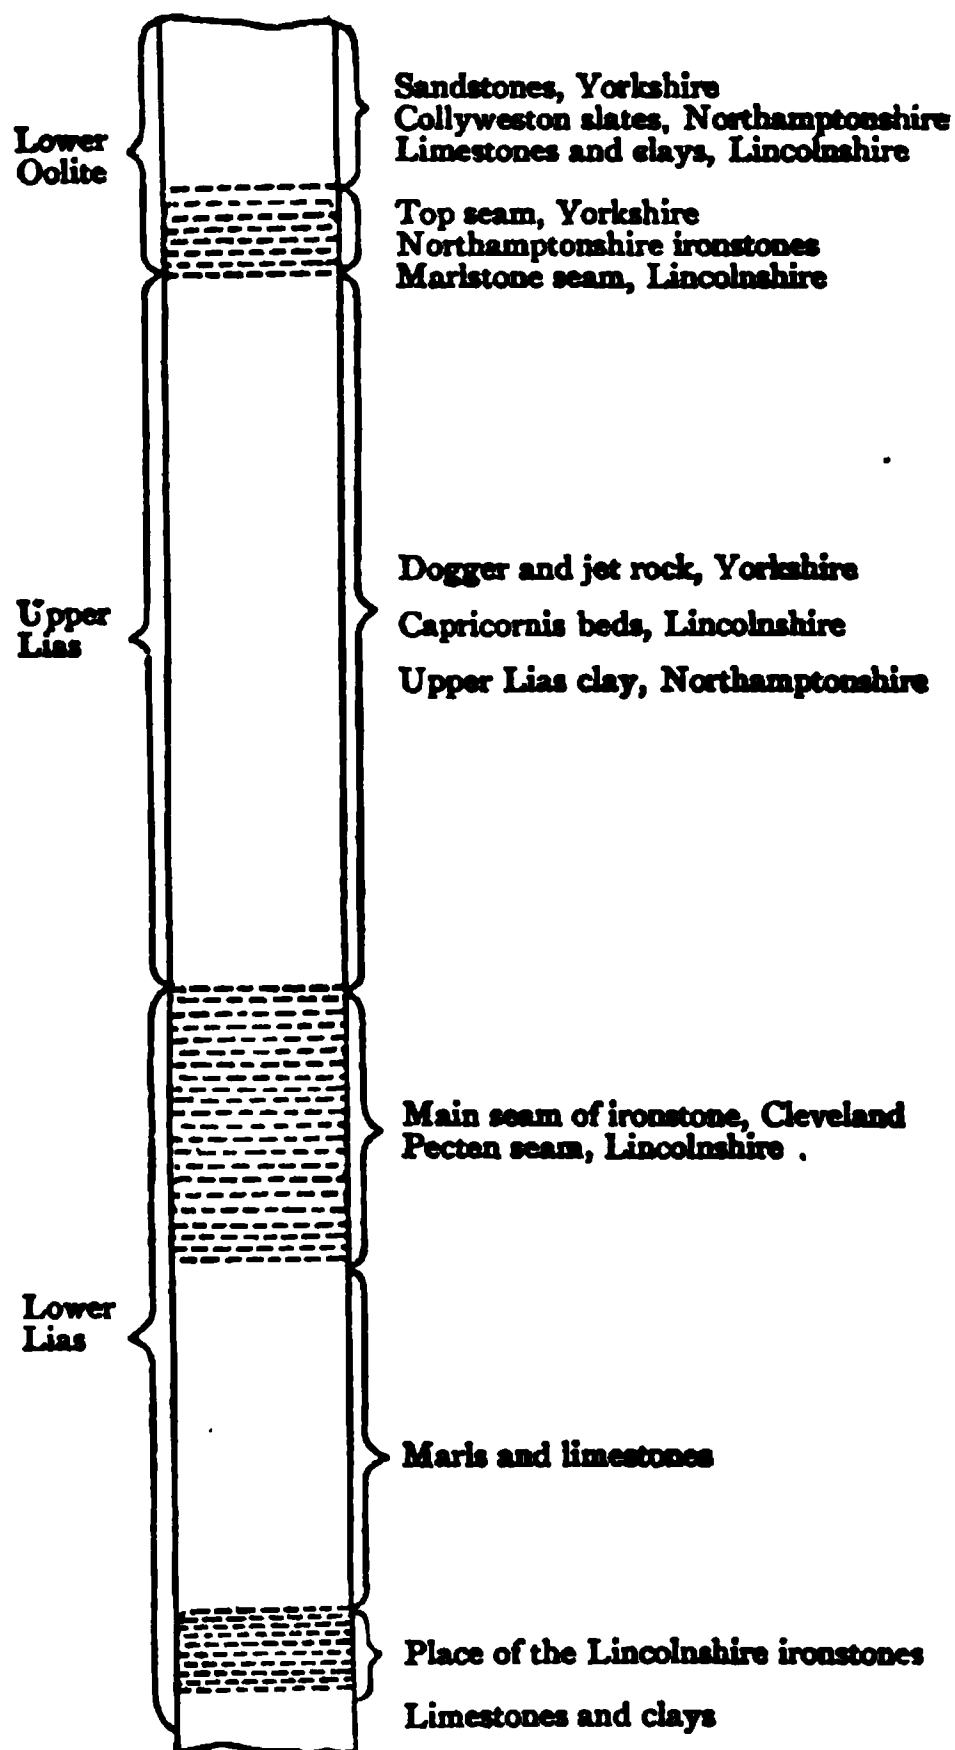 Lower
Oolite
Sandstones, Yorkshire
Collyweston slates, Northamptonshire
Limestones and clays, Lincolnshire
Top seam, Yorkshire
Northamptonshire ironstones
Marlstone seam, Lincolnshire
Upper
Lias
Dogger and jet rock, Yorkshire
Capricornis beds, Lincolnshire
Upper Lias clay, Northamptonshire
Lower
Lias
Main seam of ironstone, Cleveland
Pecten seam, Lincolnshire
Marls and limestones
Place of the Lincolnshire ironstones
Limestones and clays